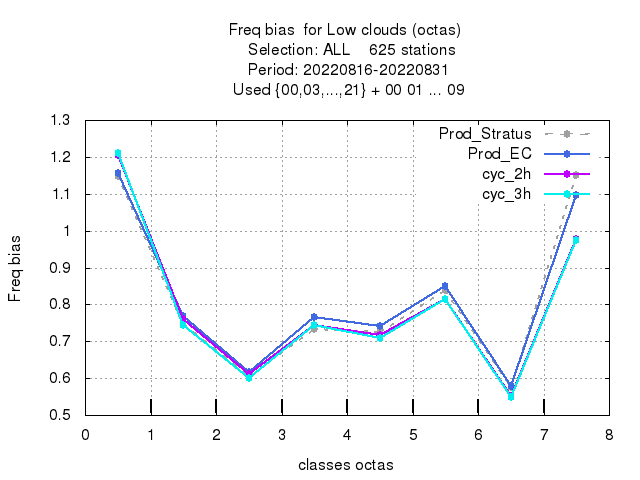 Freq bias  for Low clouds (octas)
Selection: ALL    625 stations
Period: 20220816-20220831
Used {00,03,...,21} + 00 01 ... 09
1.3
1.2
1.1
1
0.9
0.8
0.7
0.6
0.5
Freq bias
Prod_Stratus
Prod_EC
cyc_2h
cyc_3h
0 1 2 3 4 5 6 7 8
classes octas